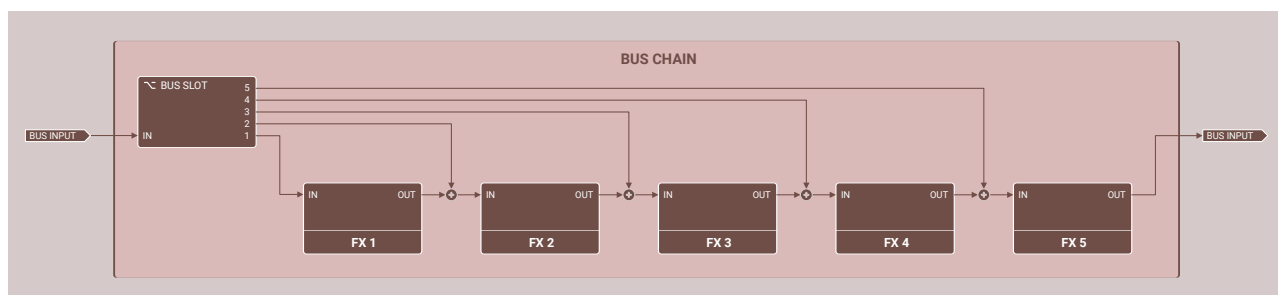 BUS CHAIN
BUS SLOT
5
4
3
2
BUS INPUT
IN
1
BUS INPUT
IN OUT
IN OUT
IN OUT
IN OUT
IN OUT
FX 1
FX 2
FX 3
FX 4
FX 5